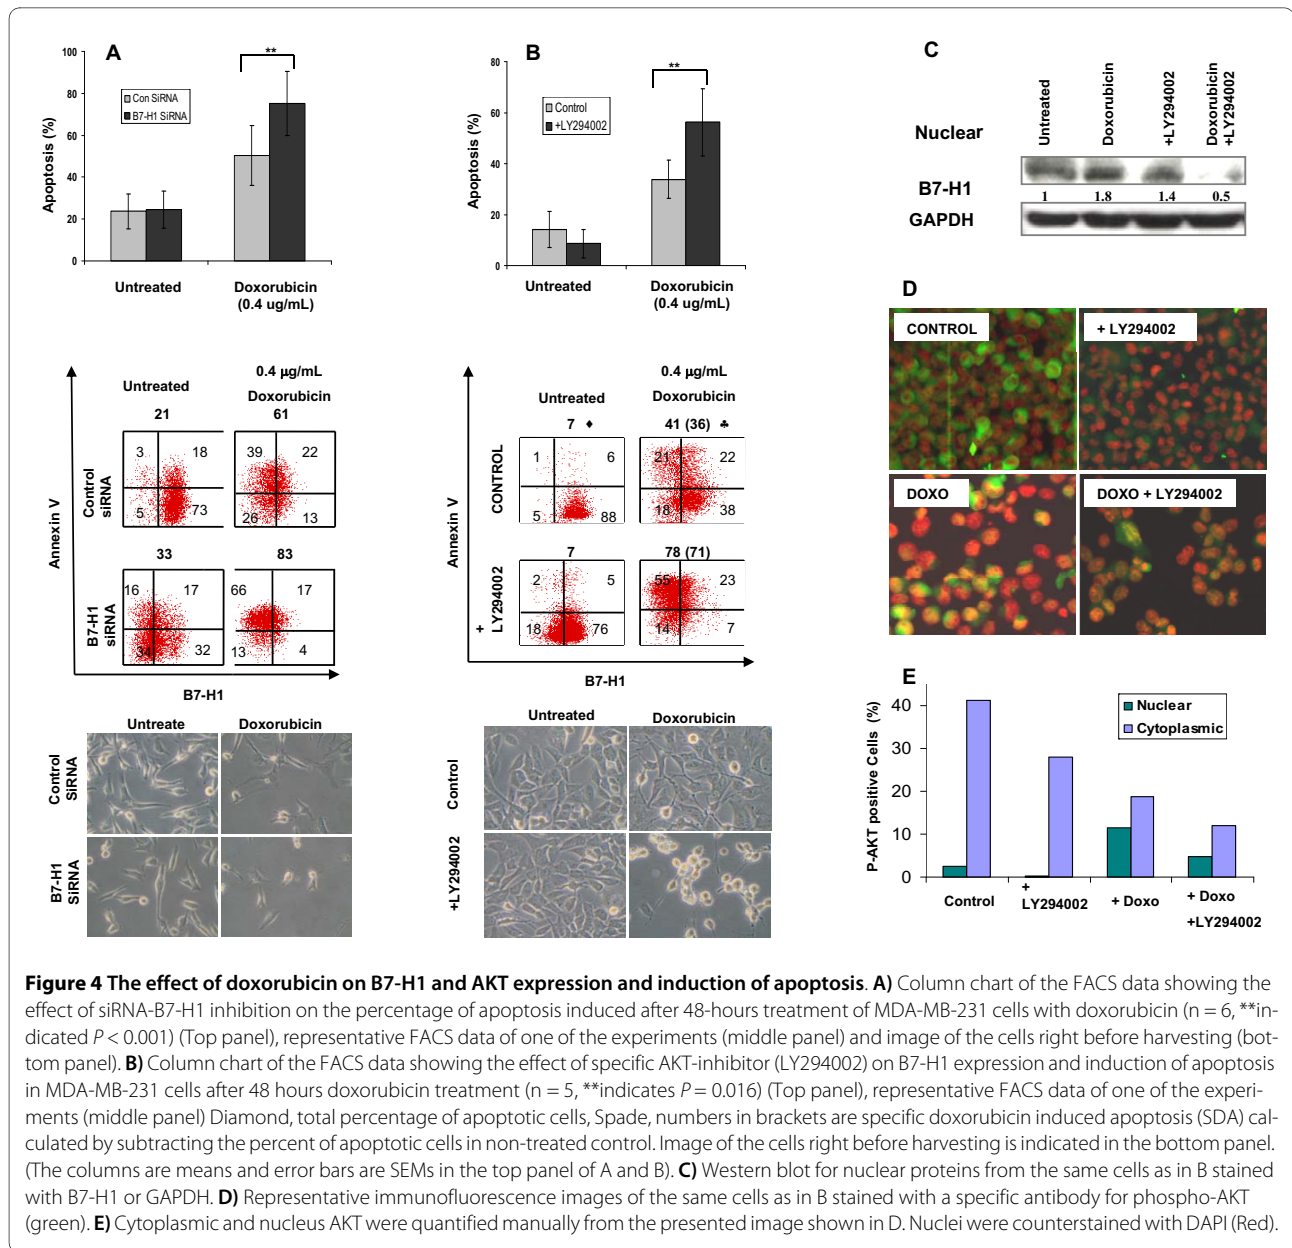 A
100
80
60
40
20
0
Apoptosis (%)
Con SiRNA
B7-H1 SiRNA
**
Untreated
Doxorubicin
(0.4 ug/mL)
B
80
60
40
20
0
Apoptosis (%)
Control
+LY294002
**
Untreated
Doxorubicin
(0.4 ug/mL)
C
Nuclear
Untreated
Doxorubicin
+LY294002
Doxorubicin
+LY294002
B7-H1
1 1.8 1.4 0.5
GAPDH
D
CONTROL
+ LY294002
DOXO
DOXO + LY294002
Annexin V
0.4 µg/mL
Untreated Doxorubicin
21 61
Control
siRNA
3 18 39 22
5 73 26 13
33 83
B7-H1
siRNA
16 17 66 17
34 32 13 4
B7-H1
Annexin V
0.4 µg/mL
Untreated Doxorubicin
7 ♦ 41 (36) ♣
CONTROL
1 6 21 22
5 88 18 38
7 78 (71)
+
LY294002
2 5 55 23
18 76 14 7
B7-H1
Untreate Doxorubicin
Control
SiRNA
B7-H1
SiRNA
Untreated Doxorubicin
Control
+LY294002
E
P-AKT positive Cells (%)
40
30
20
10
0
Nuclear
Cytoplasmic
Control
+
LY294002
+ Doxo
+ Doxo
+LY294002
Figure 4 The effect of doxorubicin on B7-H1 and AKT expression and induction of apoptosis. A) Column chart of the FACS data showing the
effect of siRNA-B7-H1 inhibition on the percentage of apoptosis induced after 48-hours treatment of MDA-MB-231 cells with doxorubicin (n = 6, **in-
dicated P < 0.001) (Top panel), representative FACS data of one of the experiments (middle panel) and image of the cells right before harvesting (bot-
tom panel). B) Column chart of the FACS data showing the effect of specific AKT-inhibitor (LY294002) on B7-H1 expression and induction of apoptosis
in MDA-MB-231 cells after 48 hours doxorubicin treatment (n = 5, **indicates P = 0.016) (Top panel), representative FACS data of one of the experi-
ments (middle panel) Diamond, total percentage of apoptotic cells, Spade, numbers in brackets are specific doxorubicin induced apoptosis (SDA) cal-
culated by subtracting the percent of apoptotic cells in non-treated control. Image of the cells right before harvesting is indicated in the bottom panel.
(The columns are means and error bars are SEMs in the top panel of A and B). C) Western blot for nuclear proteins from the same cells as in B stained
with B7-H1 or GAPDH. D) Representative immunofluorescence images of the same cells as in B stained with a specific antibody for phospho-AKT
(green). E) Cytoplasmic and nucleus AKT were quantified manually from the presented image shown in D. Nuclei were counterstained with DAPI (Red).